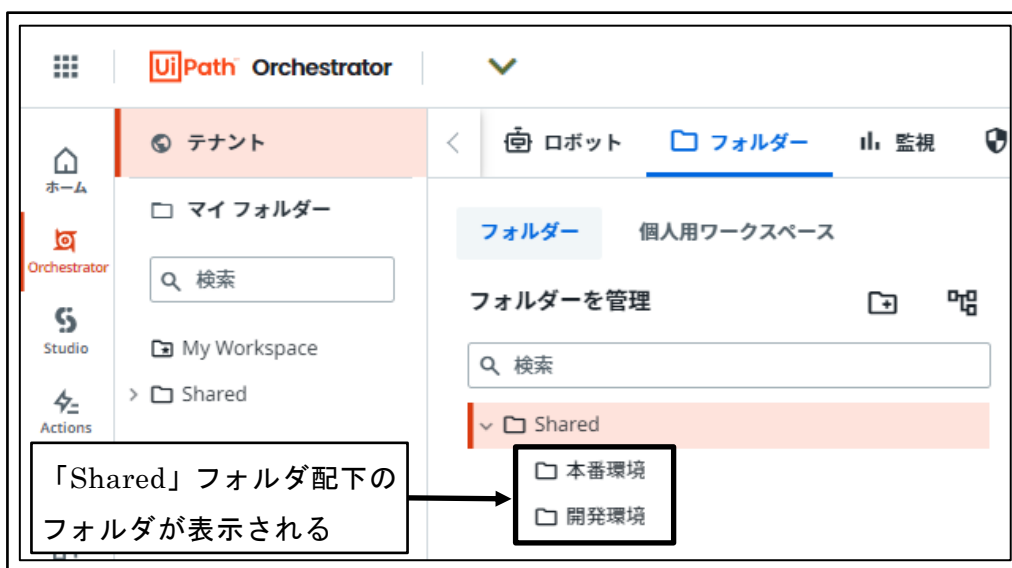 UiPath Orchestrator
ホーム
Orchestrator
Studio
Actions
テナント
マイ フォルダー
検索
My Workspace
Shared
ロボット
フォルダー
監視
フォルダー
個人用ワークスペース
フォルダーを管理
検索
Shared
本番環境
開発環境
「Shared」フォルダ配下の
フォルダが表示される